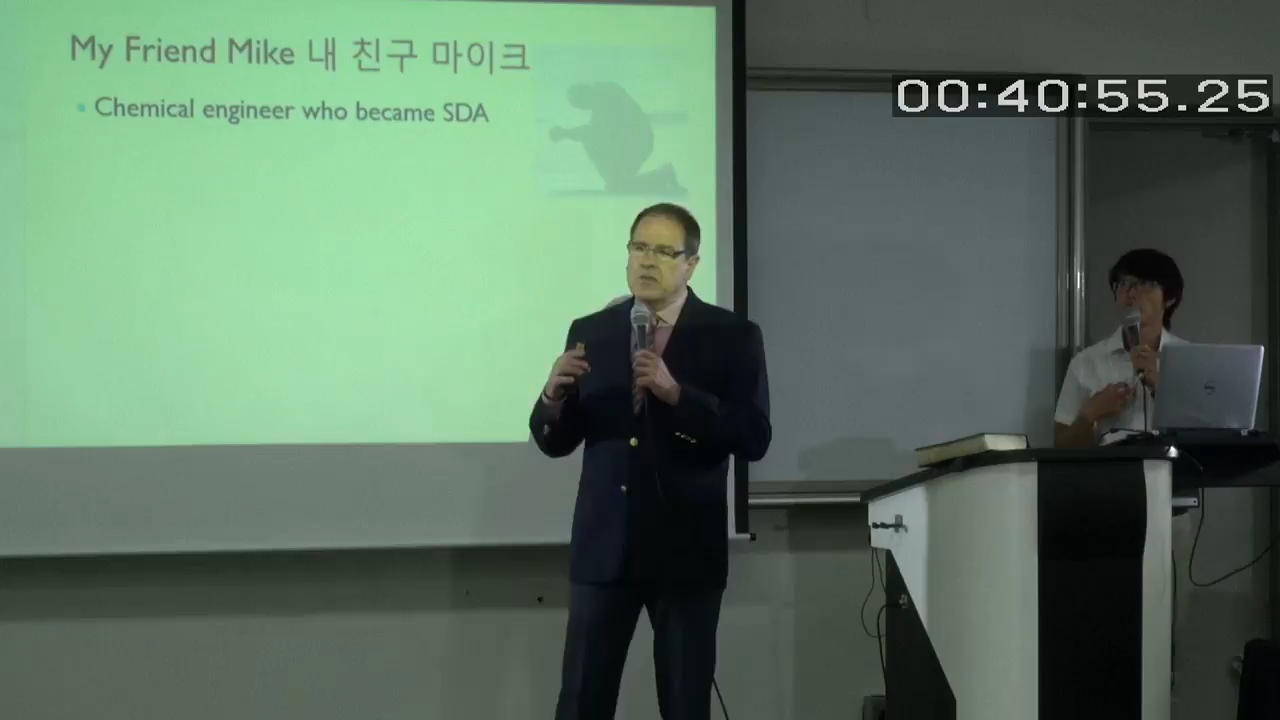 My Friend Mike 내 친구 마이크
Chemical engineer who became SDA
00:40:55.25